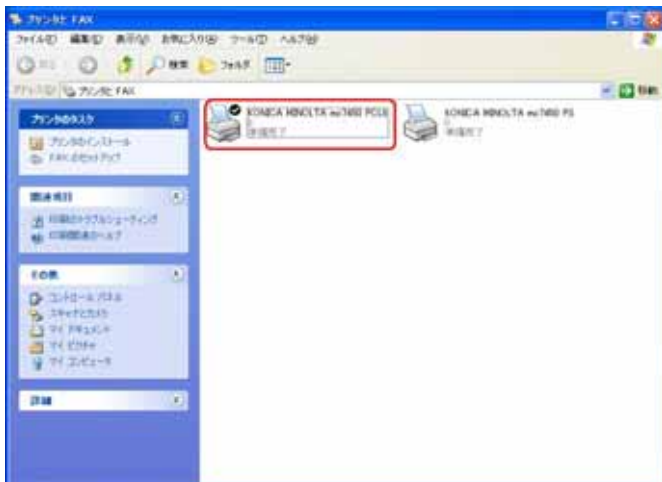 プリンタと FAX
ファイル(F) 編集(E) 表示(V) お気に入り(A) ツール(T) ヘルプ(H)
戻る 検索 フォルダ
アドレス(D) プリンタと FAX 移動
プリンタのタスク
プリンタのインストール
FAX のセットアップ
関連項目
印刷のトラブルシューティング
印刷関連のヘルプ
その他
コントロール パネル
スキャナとカメラ
マイ ドキュメント
マイ ピクチャ
マイ コンピュータ
詳細
KONICA MINOLTA
0
準備完了
KONICA MINOLTA PS
0
準備完了